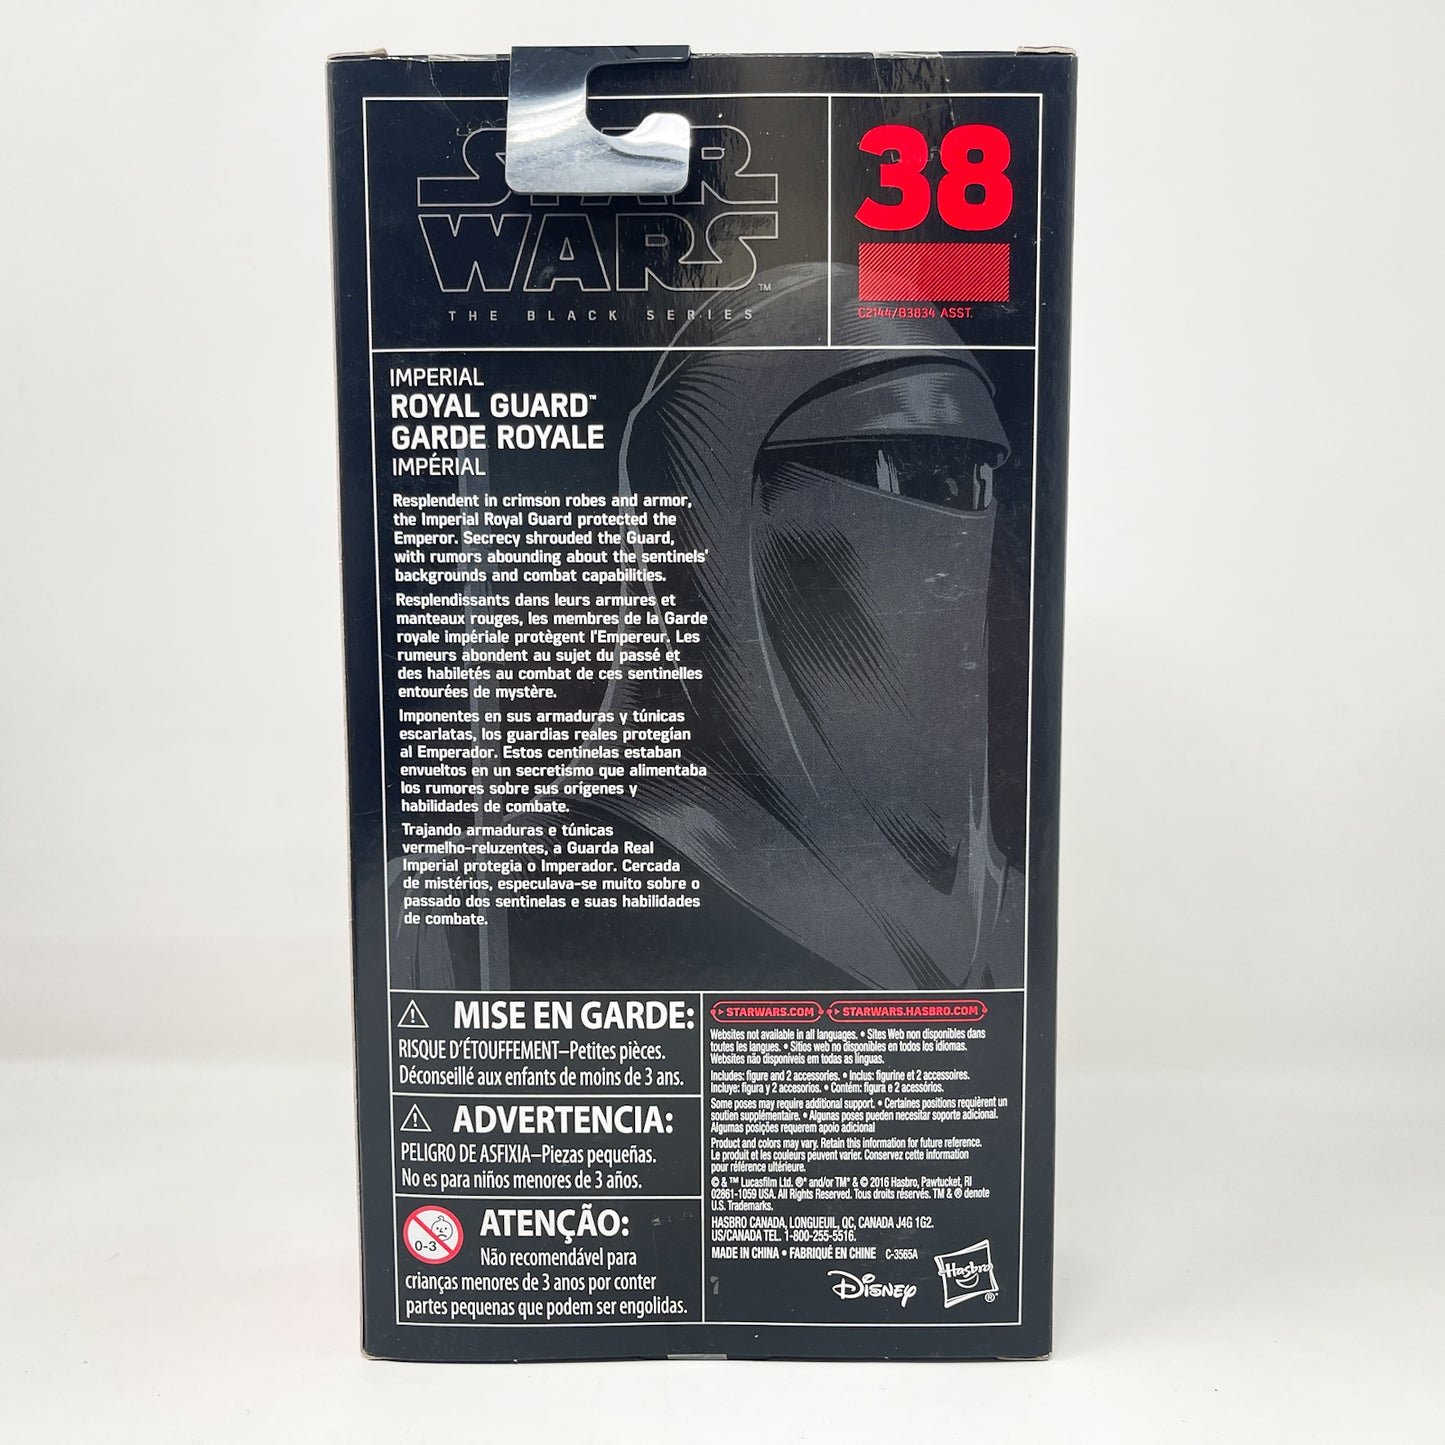 STAR
WARS™
THE BLACK SERIES
38
C2144/B3834 ASST.
IMPERIAL
ROYAL GUARD™
GARDE ROYALE
IMPÉRIAL
Resplendent in crimson robes and armor,
the Imperial Royal Guard protected the
Emperor. Secrecy shrouded the Guard,
with rumors abounding about the sentinels'
backgrounds and combat capabilities.
Resplendissants dans leurs armures et
manteaux rouges, les membres de la Garde
royale impériale protègent l'Empereur. Les
rumeurs abondent au sujet du passé et
des habiletés au combat de ces sentinelles
entourées de mystère.
Imponentes en sus armaduras y túnicas
escarlatas, los guardias reales protegían
al Emperador. Estos centinelas estaban
envueltos en un secretismo que alimentaba
los rumores sobre sus orígenes y
habilidades de combate.
Trajando armaduras e túnicas
vermelho-reluzentes, a Guarda Real
Imperial protegia o Imperador. Cercada
de mistérios, especulava-se muito sobre o
passado dos sentinelas e suas habilidades
de combate.
MISE EN GARDE:
RISQUE D'ÉTOUFFEMENT–Petites pièces.
Déconseillé aux enfants de moins de 3 ans.
ADVERTENCIA:
PELIGRO DE ASFIXIA–Piezas pequeñas.
No es para niños menores de 3 años.
0-3
ATENÇÃO:
Não recomendável para
crianças menores de 3 anos por conter
partes pequenas que podem ser engolidas.
STARWARS.COM STARWARS.HASBRO.COM
Websites not available in all languages. • Sites Web non disponibles dans
toutes les langues. • Sitios web no disponibles en todos los idiomas.
Websites não disponíveis em todas as línguas.
Includes: figure and 2 accessories. • Inclus: figurine et 2 accessoires.
Incluye: figura y 2 accesorios. • Contém: figura e 2 acessórios.
Some poses may require additional support. • Certaines positions requièrent un
soutien supplémentaire. • Algunas poses pueden necesitar soporte adicional.
Algumas posições requerem apoio adicional
Product and colors may vary. Retain this information for future reference.
Le produit et les couleurs peuvent varier. Conservez cette information
pour référence ultérieure.
© & ™ Lucasfilm Ltd. ®* and/or TM* & © 2016 Hasbro, Pawtucket, RI
02861-1059 USA. All Rights Reserved. Tous droits réservés. TM & ® denote
U.S. Trademarks.
HASBRO CANADA, LONGUEUIL, QC, CANADA J4G 1G2.
US/CANADA TEL. 1-800-255-5516.
MADE IN CHINA • FABRIQUÉ EN CHINE C-3565A
DISNEY
Hasbro®